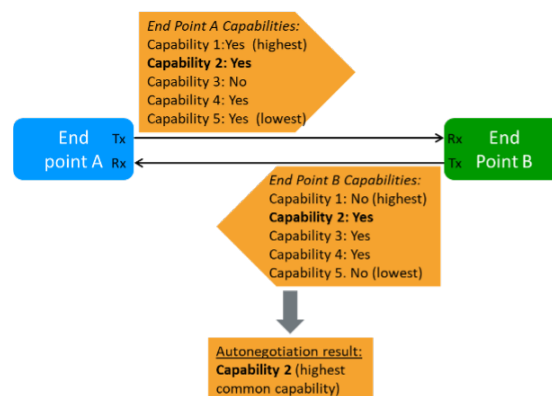 End Point A Capabilities:
Capability 1:Yes (highest)
Capability 2: Yes
Capability 3: No
Capability 4: Yes
Capability 5: Yes (lowest)
End
point A
Tx
Rx
Rx
Tx
End
Point B
End Point B Capabilities:
Capability 1: No (highest)
Capability 2: Yes
Capability 3: Yes
Capability 4: Yes
Capability 5. No (lowest)
Autonegotiation result:
Capability 2 (highest
common capability)